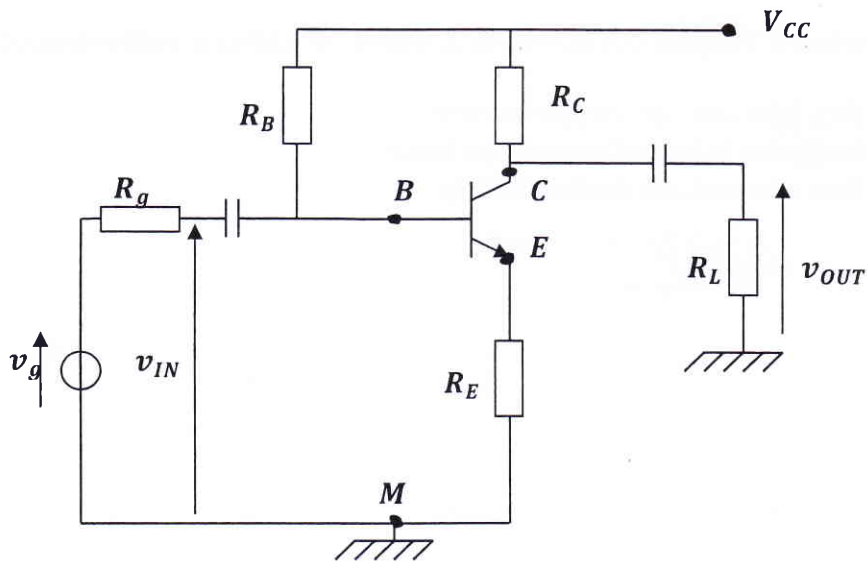 V_CC
R_B
R_C
R_g
B
C
E
R_L
v_OUT
v_g
v_IN
R_E
M